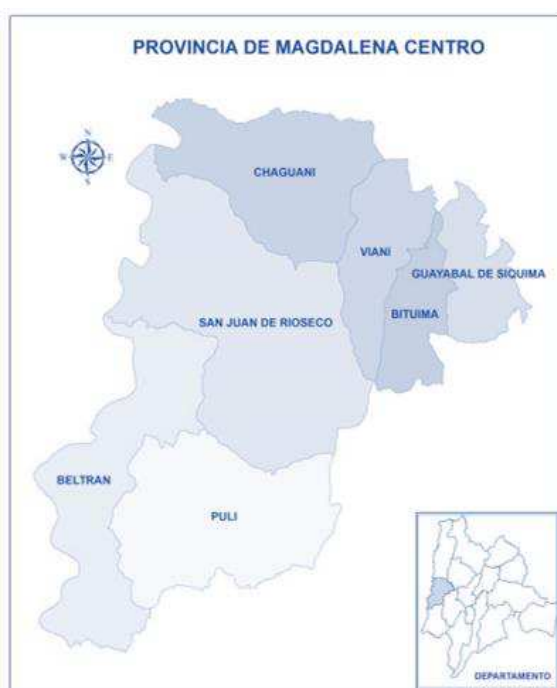 PROVINCIA DE MAGDALENA CENTRO
N
W E
S
CHAGUANI
VIANI
GUAYABAL DE SIQUIMA
BITUIMA
SAN JUAN DE RIOSECO
BELTRAN
PULI
DEPARTAMENTO